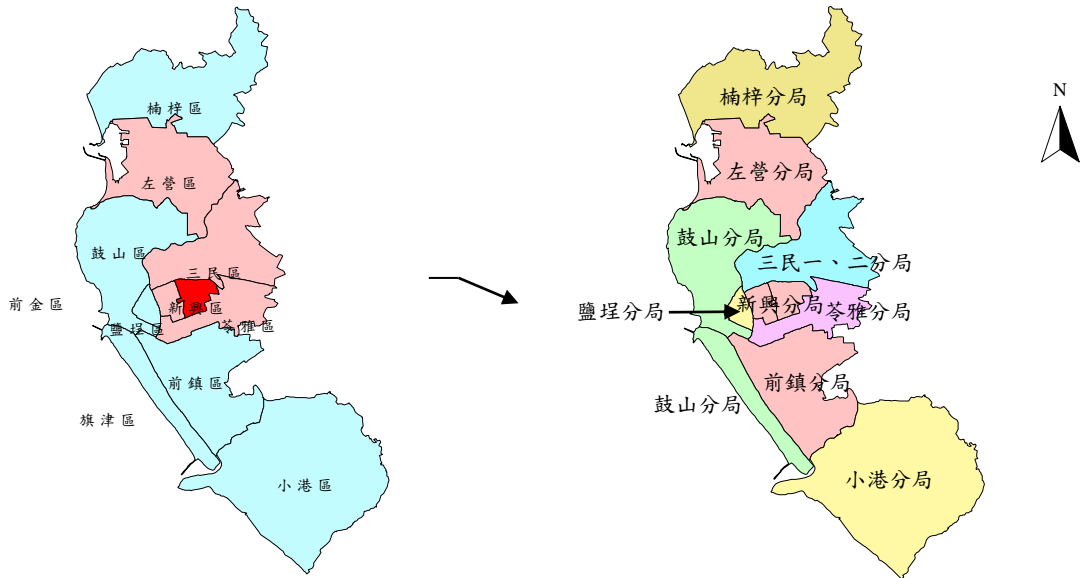 楠梓區
左營區
鼓山區
三民區
前金區
新興區
鹽埕區
苓雅區
前鎮區
旗津區
小港區
N
楠梓分局
左營分局
鼓山分局
三民一、二分局
鹽埕分局
新興分局
苓雅分局
前鎮分局
鼓山分局
小港分局